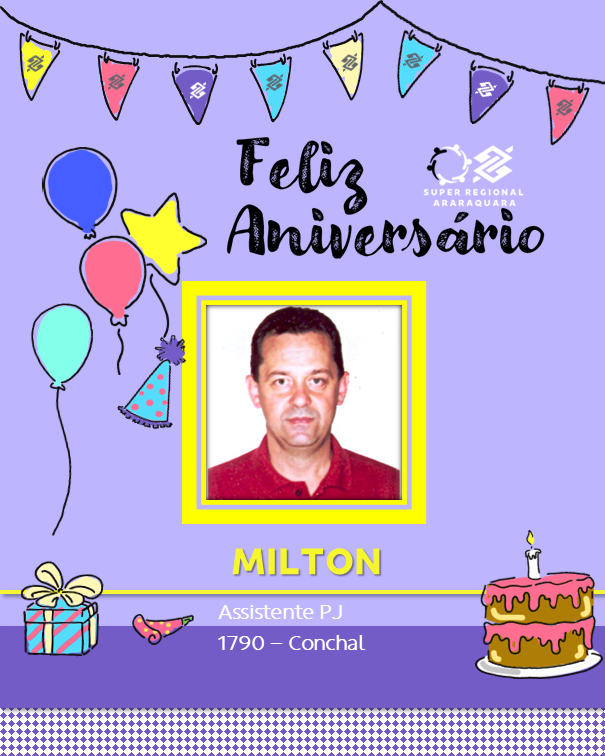 Feliz
Aniversário
SUPER REGIONAL
ARARAQUARA
MILTON
Assistente PJ
1790 – Conchal